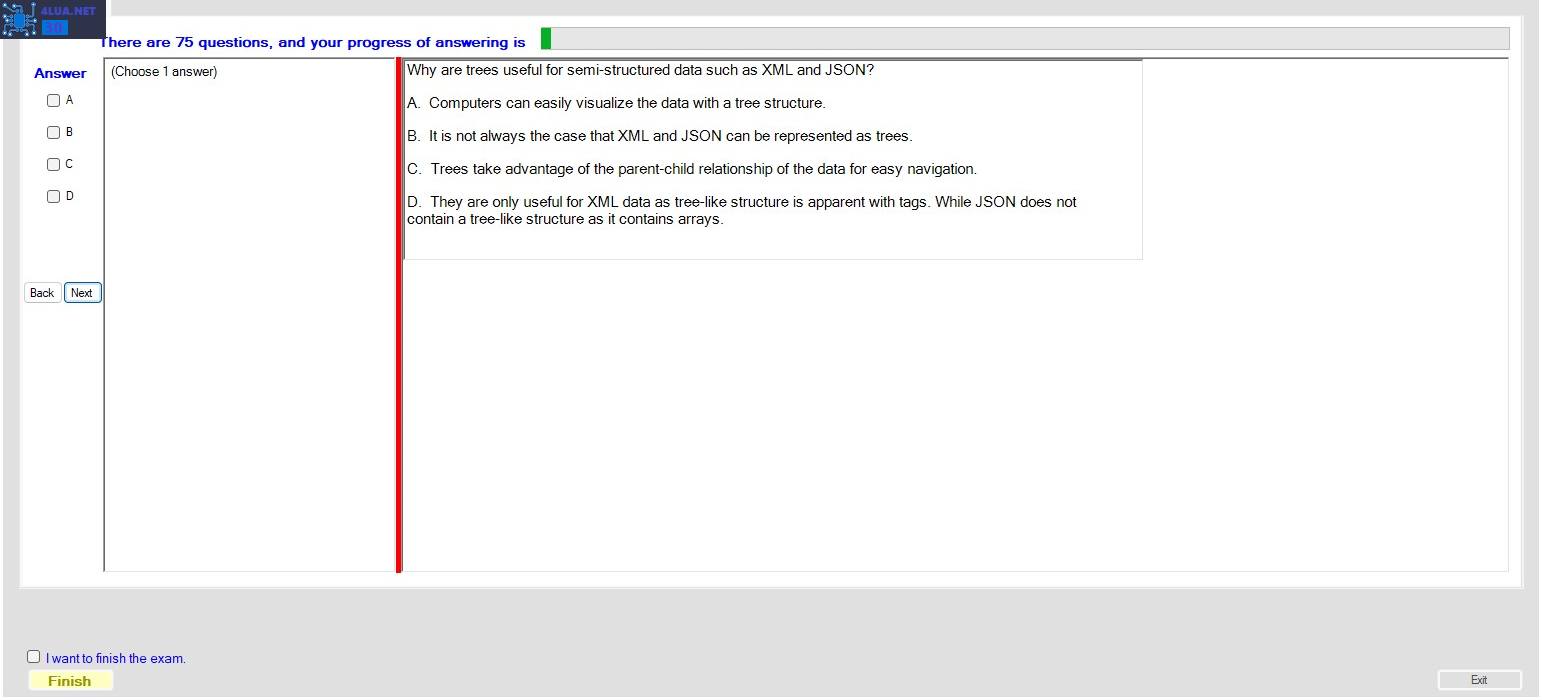 4LUA.NET
30
There are 75 questions, and your progress of answering is
Answer
(Choose 1 answer)
A
B
C
D
Back
Next
Why are trees useful for semi-structured data such as XML and JSON?
A. Computers can easily visualize the data with a tree structure.
B. It is not always the case that XML and JSON can be represented as trees.
C. Trees take advantage of the parent-child relationship of the data for easy navigation.
D. They are only useful for XML data as tree-like structure is apparent with tags. While JSON does not
contain a tree-like structure as it contains arrays.
I want to finish the exam.
Finish
Exit